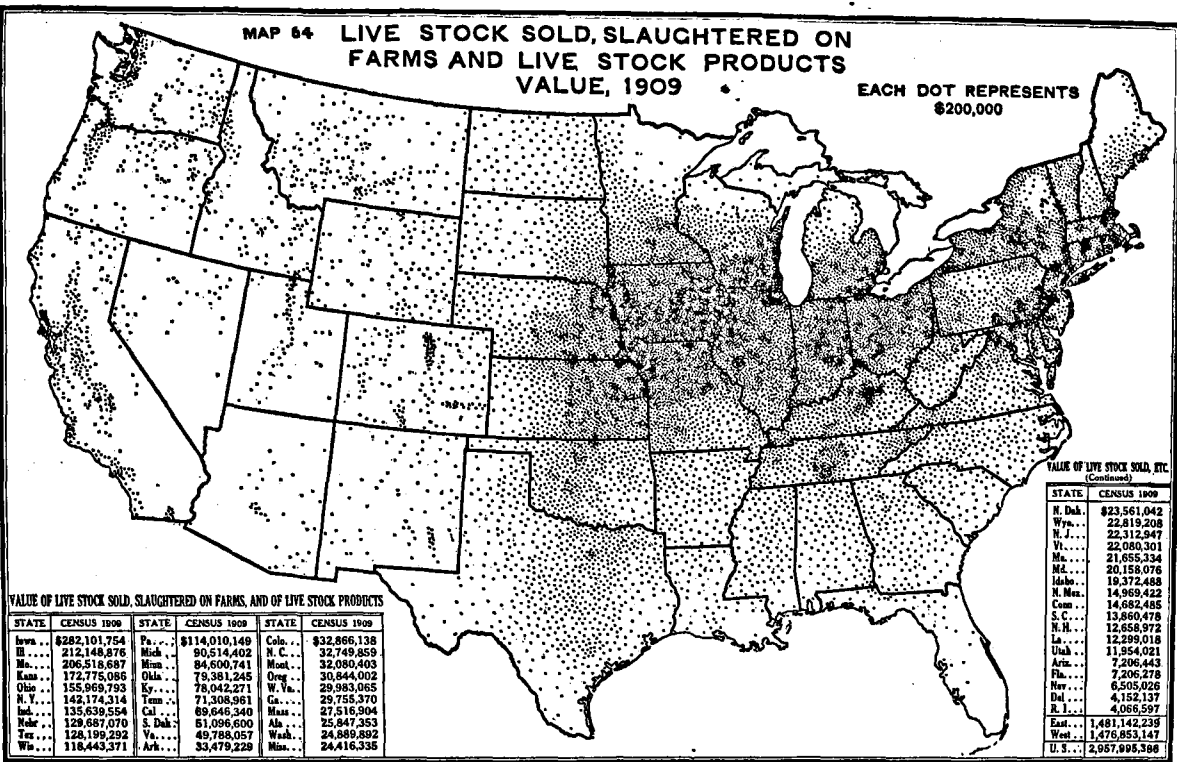 MAP 64 LIVE STOCK SOLD, SLAUGHTERED ON
FARMS AND LIVE STOCK PRODUCTS
VALUE, 1909
EACH DOT REPRESENTS
$200,000
VALUE OF LIVE STOCK SOLD, SLAUGHTERED ON FARMS, AND OF LIVE STOCK PRODUCTS
STATE CENSUS 1909 STATE CENSUS 1909 STATE CENSUS 1909
Iowa... $282,101,754 Pa..... $114,010,149 Colo... $32,866,138
Ill..... 212,148,876 Mich... 90,514,402 N. C... 32,749,859
Mo.... 206,518,687 Minn... 84,600,741 Mont.. 32,080,403
Kans.. 172,775,086 Okla... 79,381,245 Oreg... 30,844,002
Ohio... 155,969,793 Ky..... 78,042,271 W. Va.. 29,983,065
N. Y... 142,174,314 Tenn... 71,308,961 Ga..... 29,755,370
Ind.... 135,639,554 Cal.... 69,646,340 Mass... 27,516,904
Nebr... 129,687,070 S. Dak. 51,096,600 Ala.... 25,847,353
Tex.... 128,199,292 Va..... 49,788,057 Wash.. 24,889,892
Wis.... 118,443,371 Ark.... 33,479,229 Miss... 24,416,335
VALUE OF LIVE STOCK SOLD, ETC.
(Continued)
STATE CENSUS 1909
N. Dak. $23,561,042
Wyo... 22,819,208
N. J.... 22,312,947
Vt..... 22,080,301
Me.... 21,655,334
Md.... 20,158,076
Idaho.. 19,372,488
N. Mex. 14,969,422
Conn.. 14,682,485
S. C... 13,860,478
N. H... 12,658,972
La..... 12,299,018
Utah... 11,954,021
Ariz... 7,206,443
Fla.... 7,206,278
Nev... 6,505,026
Del.... 4,152,137
R. I.... 4,066,597
East... 1,481,142,239
West.. 1,476,853,147
U. S... 2,957,995,386